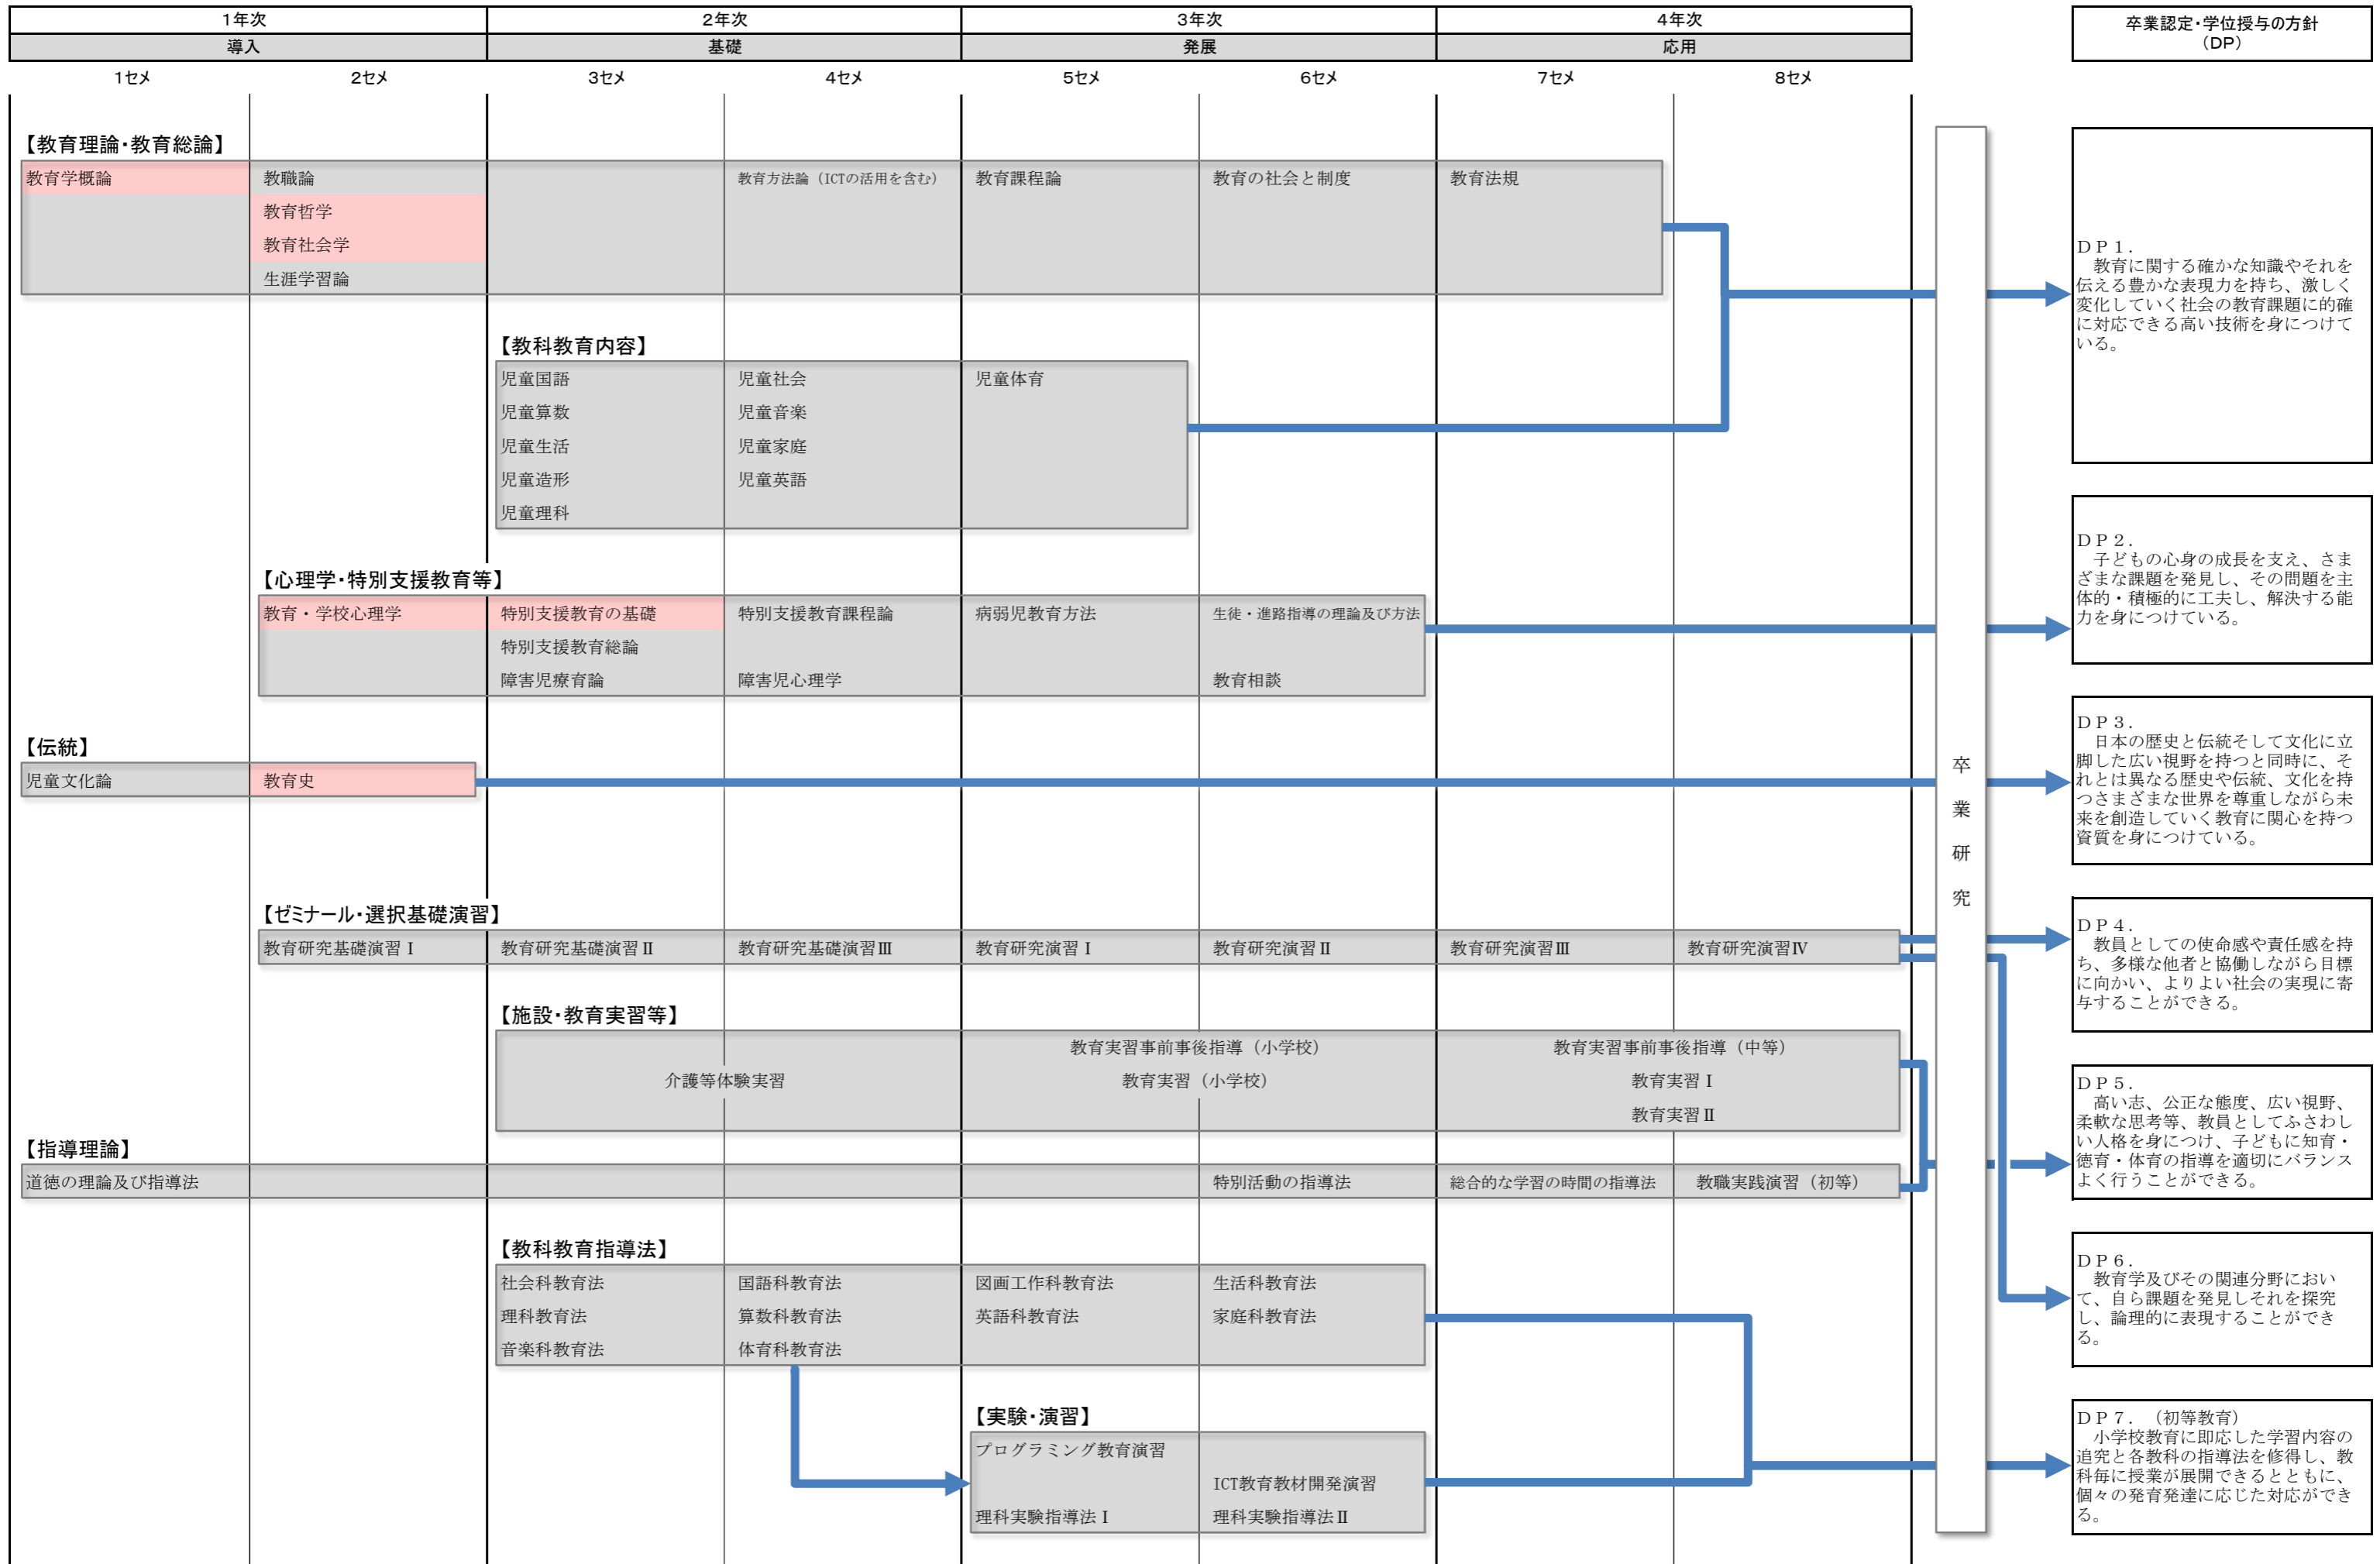 1年次 2年次 3年次 4年次
導入 基礎 発展 応用
卒業認定・学位授与の方針
（DP）
1セメ 2セメ 3セメ 4セメ 5セメ 6セメ 7セメ 8セメ
【教育理論・教育総論】
教育学概論 教職論 教育方法論（ICTの活用を含む） 教育課程論 教育の社会と制度 教育法規
教育哲学
教育社会学
生涯学習論
【教科教育内容】
児童国語 児童社会 児童体育
児童算数 児童音楽
児童生活 児童家庭
児童造形 児童英語
児童理科
【心理学・特別支援教育等】
教育・学校心理学 特別支援教育の基礎 特別支援教育課程論 病弱児教育方法 生徒・進路指導の理論及び方法
特別支援教育総論
障害児療育論 障害児心理学 教育相談
【伝統】
児童文化論 教育史
【ゼミナール・選択基礎演習】
教育研究基礎演習Ⅰ 教育研究基礎演習Ⅱ 教育研究基礎演習Ⅲ 教育研究演習Ⅰ 教育研究演習Ⅱ 教育研究演習Ⅲ 教育研究演習Ⅳ
【施設・教育実習等】
教育実習事前事後指導（小学校） 教育実習事前事後指導（中等）
介護等体験実習 教育実習（小学校） 教育実習Ⅰ
教育実習Ⅱ
【指導理論】
道徳の理論及び指導法 特別活動の指導法 総合的な学習の時間の指導法 教職実践演習（初等）
【教科教育指導法】
社会科教育法 国語科教育法 図画工作科教育法 生活科教育法
理科教育法 算数科教育法 英語科教育法 家庭科教育法
音楽科教育法 体育科教育法
【実験・演習】
プログラミング教育演習
ICT教育教材開発演習
理科実験指導法Ⅰ 理科実験指導法Ⅱ
卒
業
研
究
ＤＰ１．
教育に関する確かな知識やそれを
伝える豊かな表現力を持ち、激しく
変化していく社会の教育課題に的確
に対応できる高い技術を身につけて
いる。
ＤＰ２．
子どもの心身の成長を支え、さま
ざまな課題を発見し、その問題を主
体的・積極的に工夫し、解決する能
力を身につけている。
ＤＰ３．
日本の歴史と伝統そして文化に立
脚した広い視野を持つと同時に、そ
れとは異なる歴史や伝統、文化を持
つさまざまな世界を尊重しながら未
来を創造していく教育に関心を持つ
資質を身につけている。
ＤＰ４．
教員としての使命感や責任感を持
ち、多様な他者と協働しながら目標
に向かい、よりよい社会の実現に寄
与することができる。
ＤＰ５．
高い志、公正な態度、広い視野、
柔軟な思考等、教員としてふさわし
い人格を身につけ、子どもに知育・
徳育・体育の指導を適切にバランス
よく行うことができる。
ＤＰ６．
教育学及びその関連分野におい
て、自ら課題を発見しそれを探究
し、論理的に表現することができ
る。
ＤＰ７．（初等教育）
小学校教育に即応した学習内容の
追究と各教科の指導法を修得し、教
科毎に授業が展開できるとともに、
個々の発育発達に応じた対応ができ
る。